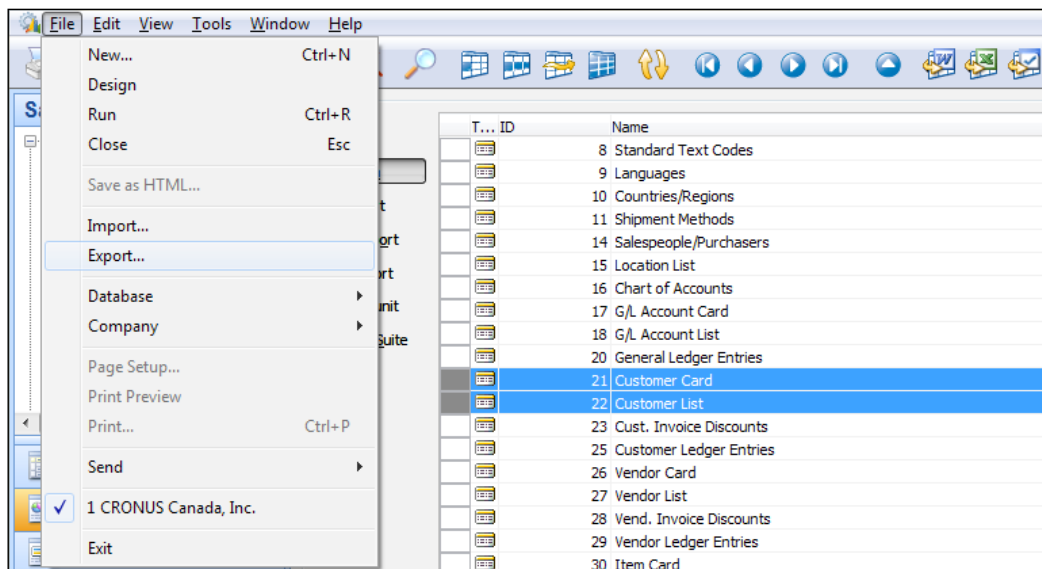 File Edit View Tools Window Help
New... Ctrl+N
Design
Run Ctrl+R
Close Esc
Save as HTML...
Import...
Export...
Database
Company
Page Setup...
Print Preview
Print... Ctrl+P
Send
1 CRONUS Canada, Inc.
Exit
T... ID Name
8 Standard Text Codes
9 Languages
10 Countries/Regions
11 Shipment Methods
14 Salespeople/Purchasers
15 Location List
16 Chart of Accounts
17 G/L Account Card
18 G/L Account List
20 General Ledger Entries
21 Customer Card
22 Customer List
23 Cust. Invoice Discounts
25 Customer Ledger Entries
26 Vendor Card
27 Vendor List
28 Vend. Invoice Discounts
29 Vendor Ledger Entries
30 Item Card